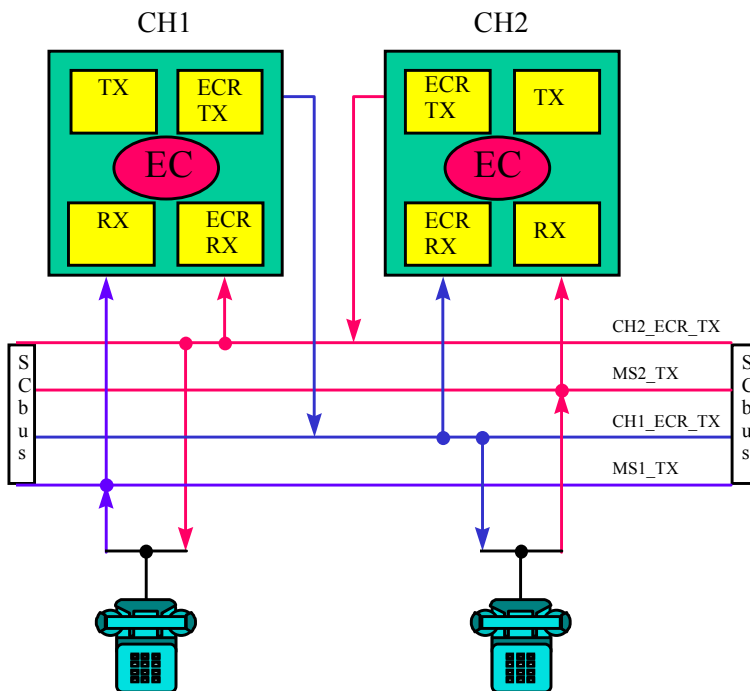 CH1
CH2
TX
ECR
TX
EC
RX
ECR
RX
ECR
TX
TX
EC
ECR
RX
RX
CH2_ECR_TX
MS2_TX
CH1_ECR_TX
MS1_TX
S
C
b
u
s
S
C
b
u
s